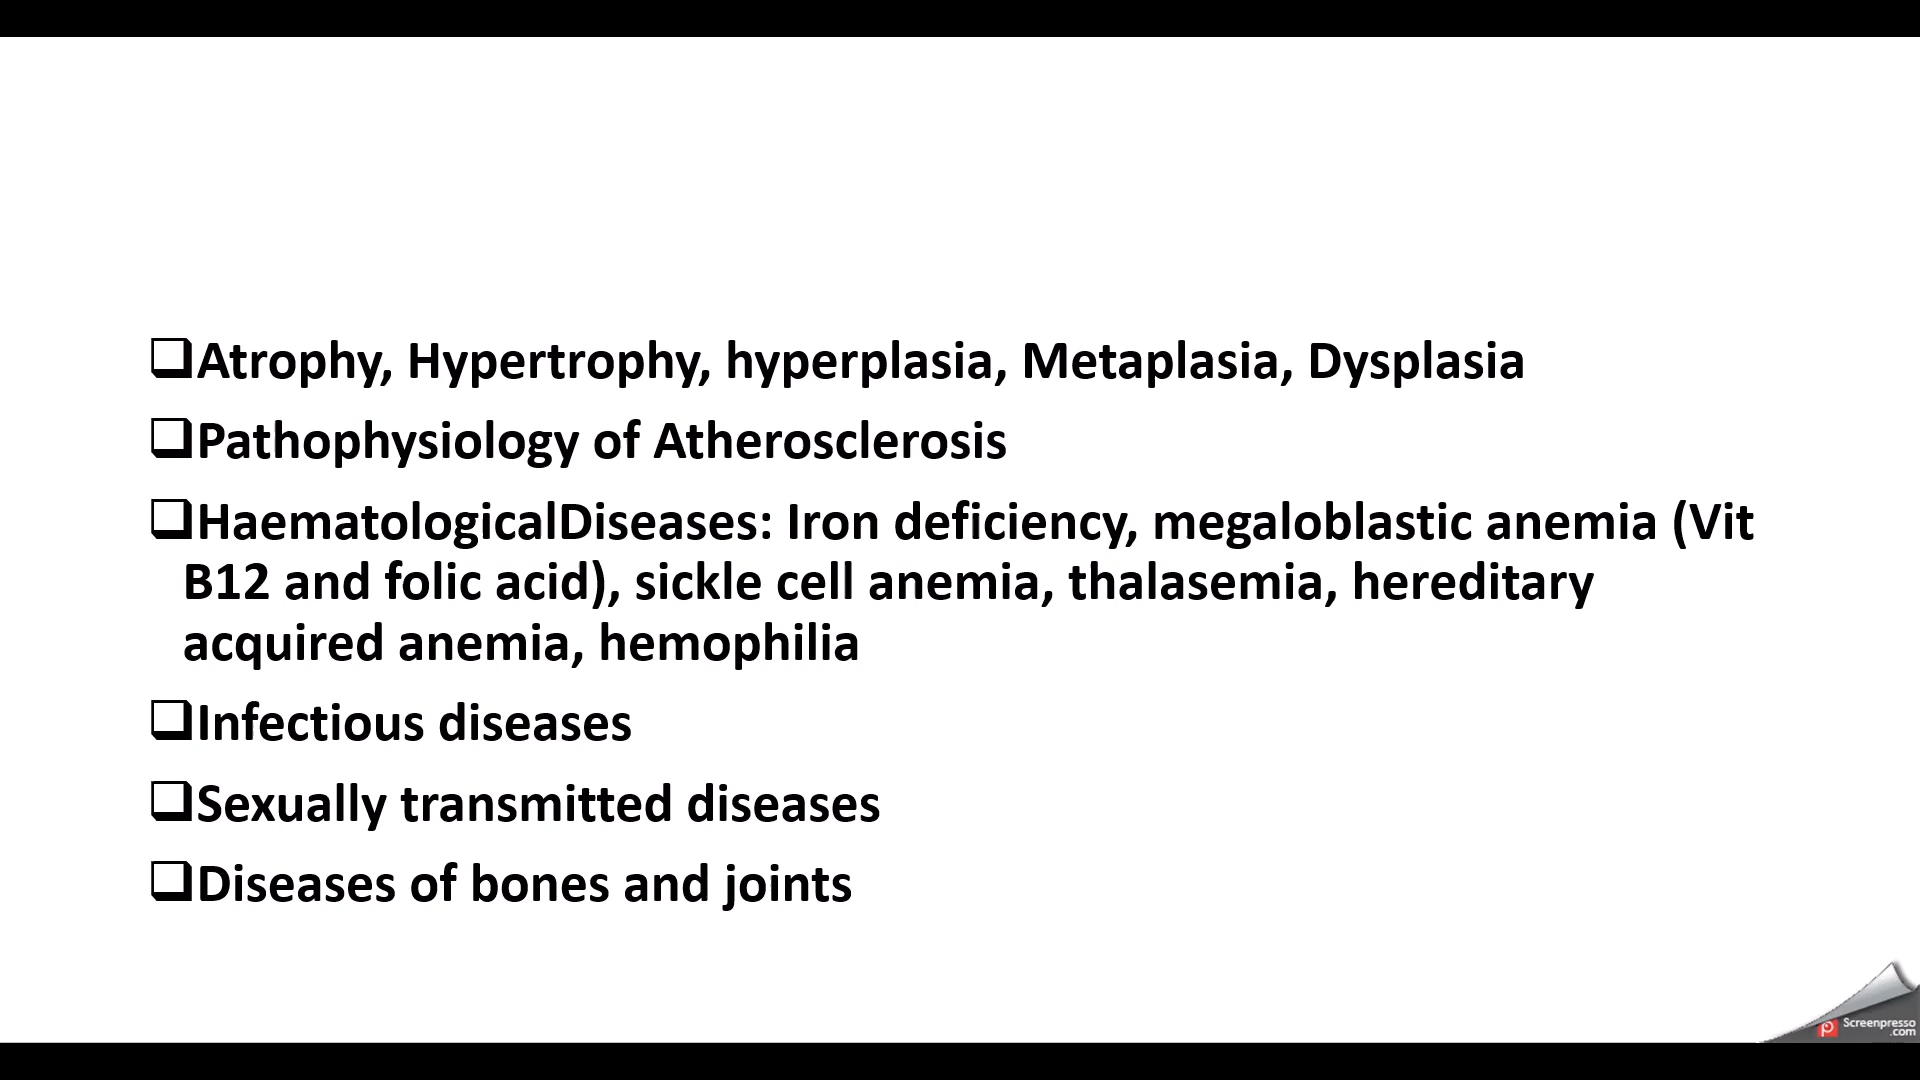 ❑Atrophy, Hypertrophy, hyperplasia, Metaplasia, Dysplasia
❑Pathophysiology of Atherosclerosis
❑HaematologicalDiseases: Iron deficiency, megaloblastic anemia (Vit
B12 and folic acid), sickle cell anemia, thalasemia, hereditary
acquired anemia, hemophilia
❑Infectious diseases
❑Sexually transmitted diseases
❑Diseases of bones and joints
Screenpresso
.com